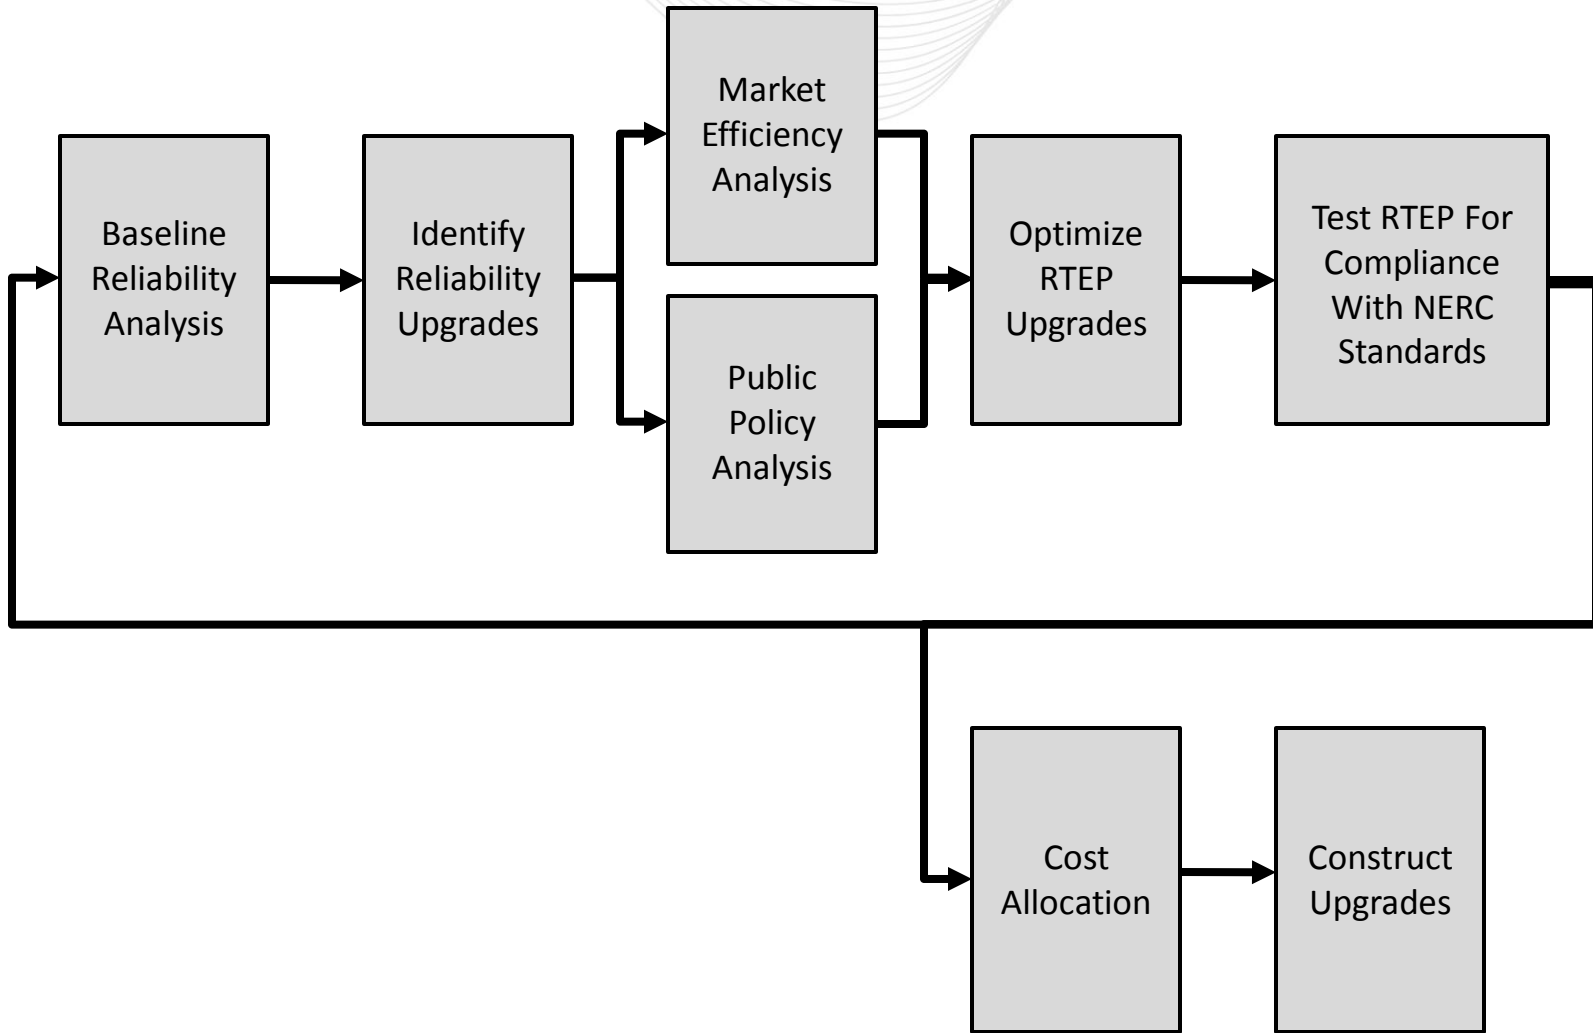 Baseline
Reliability
Analysis
Identify
Reliability
Upgrades
Market
Efficiency
Analysis
Public
Policy
Analysis
Optimize
RTEP
Upgrades
Test RTEP For
Compliance
With NERC
Standards
Cost
Allocation
Construct
Upgrades